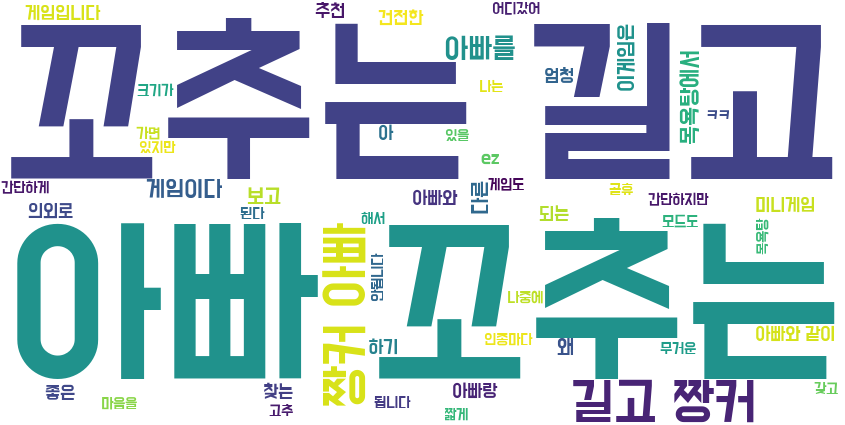 게임입니다
추천
건전한
어디갔어
꼬추는 길고
아빠를
이게임은
크기가
엄청
목욕탕에서
나는
ㅋㅋ
가면
있지만
아
있을
ez
간단하게
게임이다
보고
아빠와
다른
게임도
곧휴
간단하지만
미니게임
의외로
된다
해서
되는
모드도
목욕탕
아빠 꼬추는
짱커 아빠
안됩니다
나중에
하기
인증마다
왜
무거운
아빠와 같이
좋은
마음을
찾는
고추
됩니다
아빠랑
짧게
길고 짱커
갖고